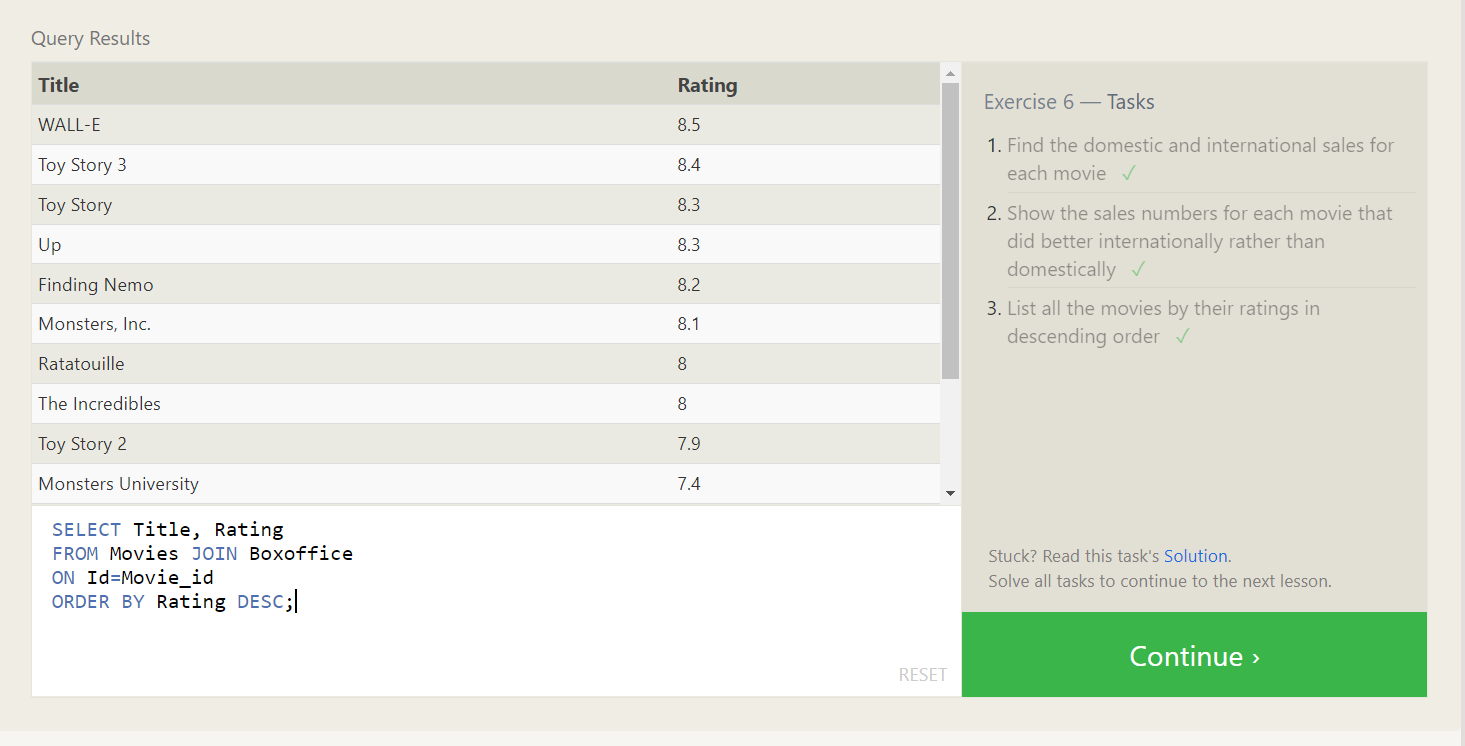 Query Results
Title Rating
WALL-E 8.5
Toy Story 3 8.4
Toy Story 8.3
Up 8.3
Finding Nemo 8.2
Monsters, Inc. 8.1
Ratatouille 8
The Incredibles 8
Toy Story 2 7.9
Monsters University 7.4
SELECT Title, Rating
FROM Movies JOIN Boxoffice
ON Id=Movie_id
ORDER BY Rating DESC;
RESET
Exercise 6 — Tasks
1. Find the domestic and international sales for
each movie ✓
2. Show the sales numbers for each movie that
did better internationally rather than
domestically ✓
3. List all the movies by their ratings in
descending order ✓
Stuck? Read this task's Solution.
Solve all tasks to continue to the next lesson.
Continue ›